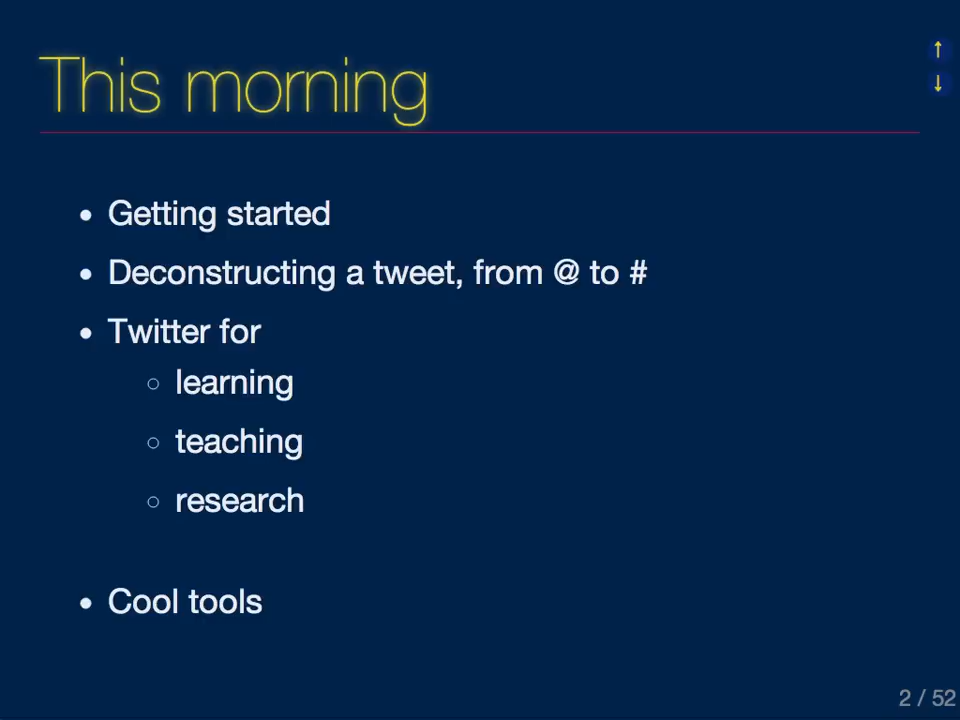 This morning
↑
↓
• Getting started
• Deconstructing a tweet, from @ to #
• Twitter for
○ learning
○ teaching
○ research
• Cool tools
2 / 52